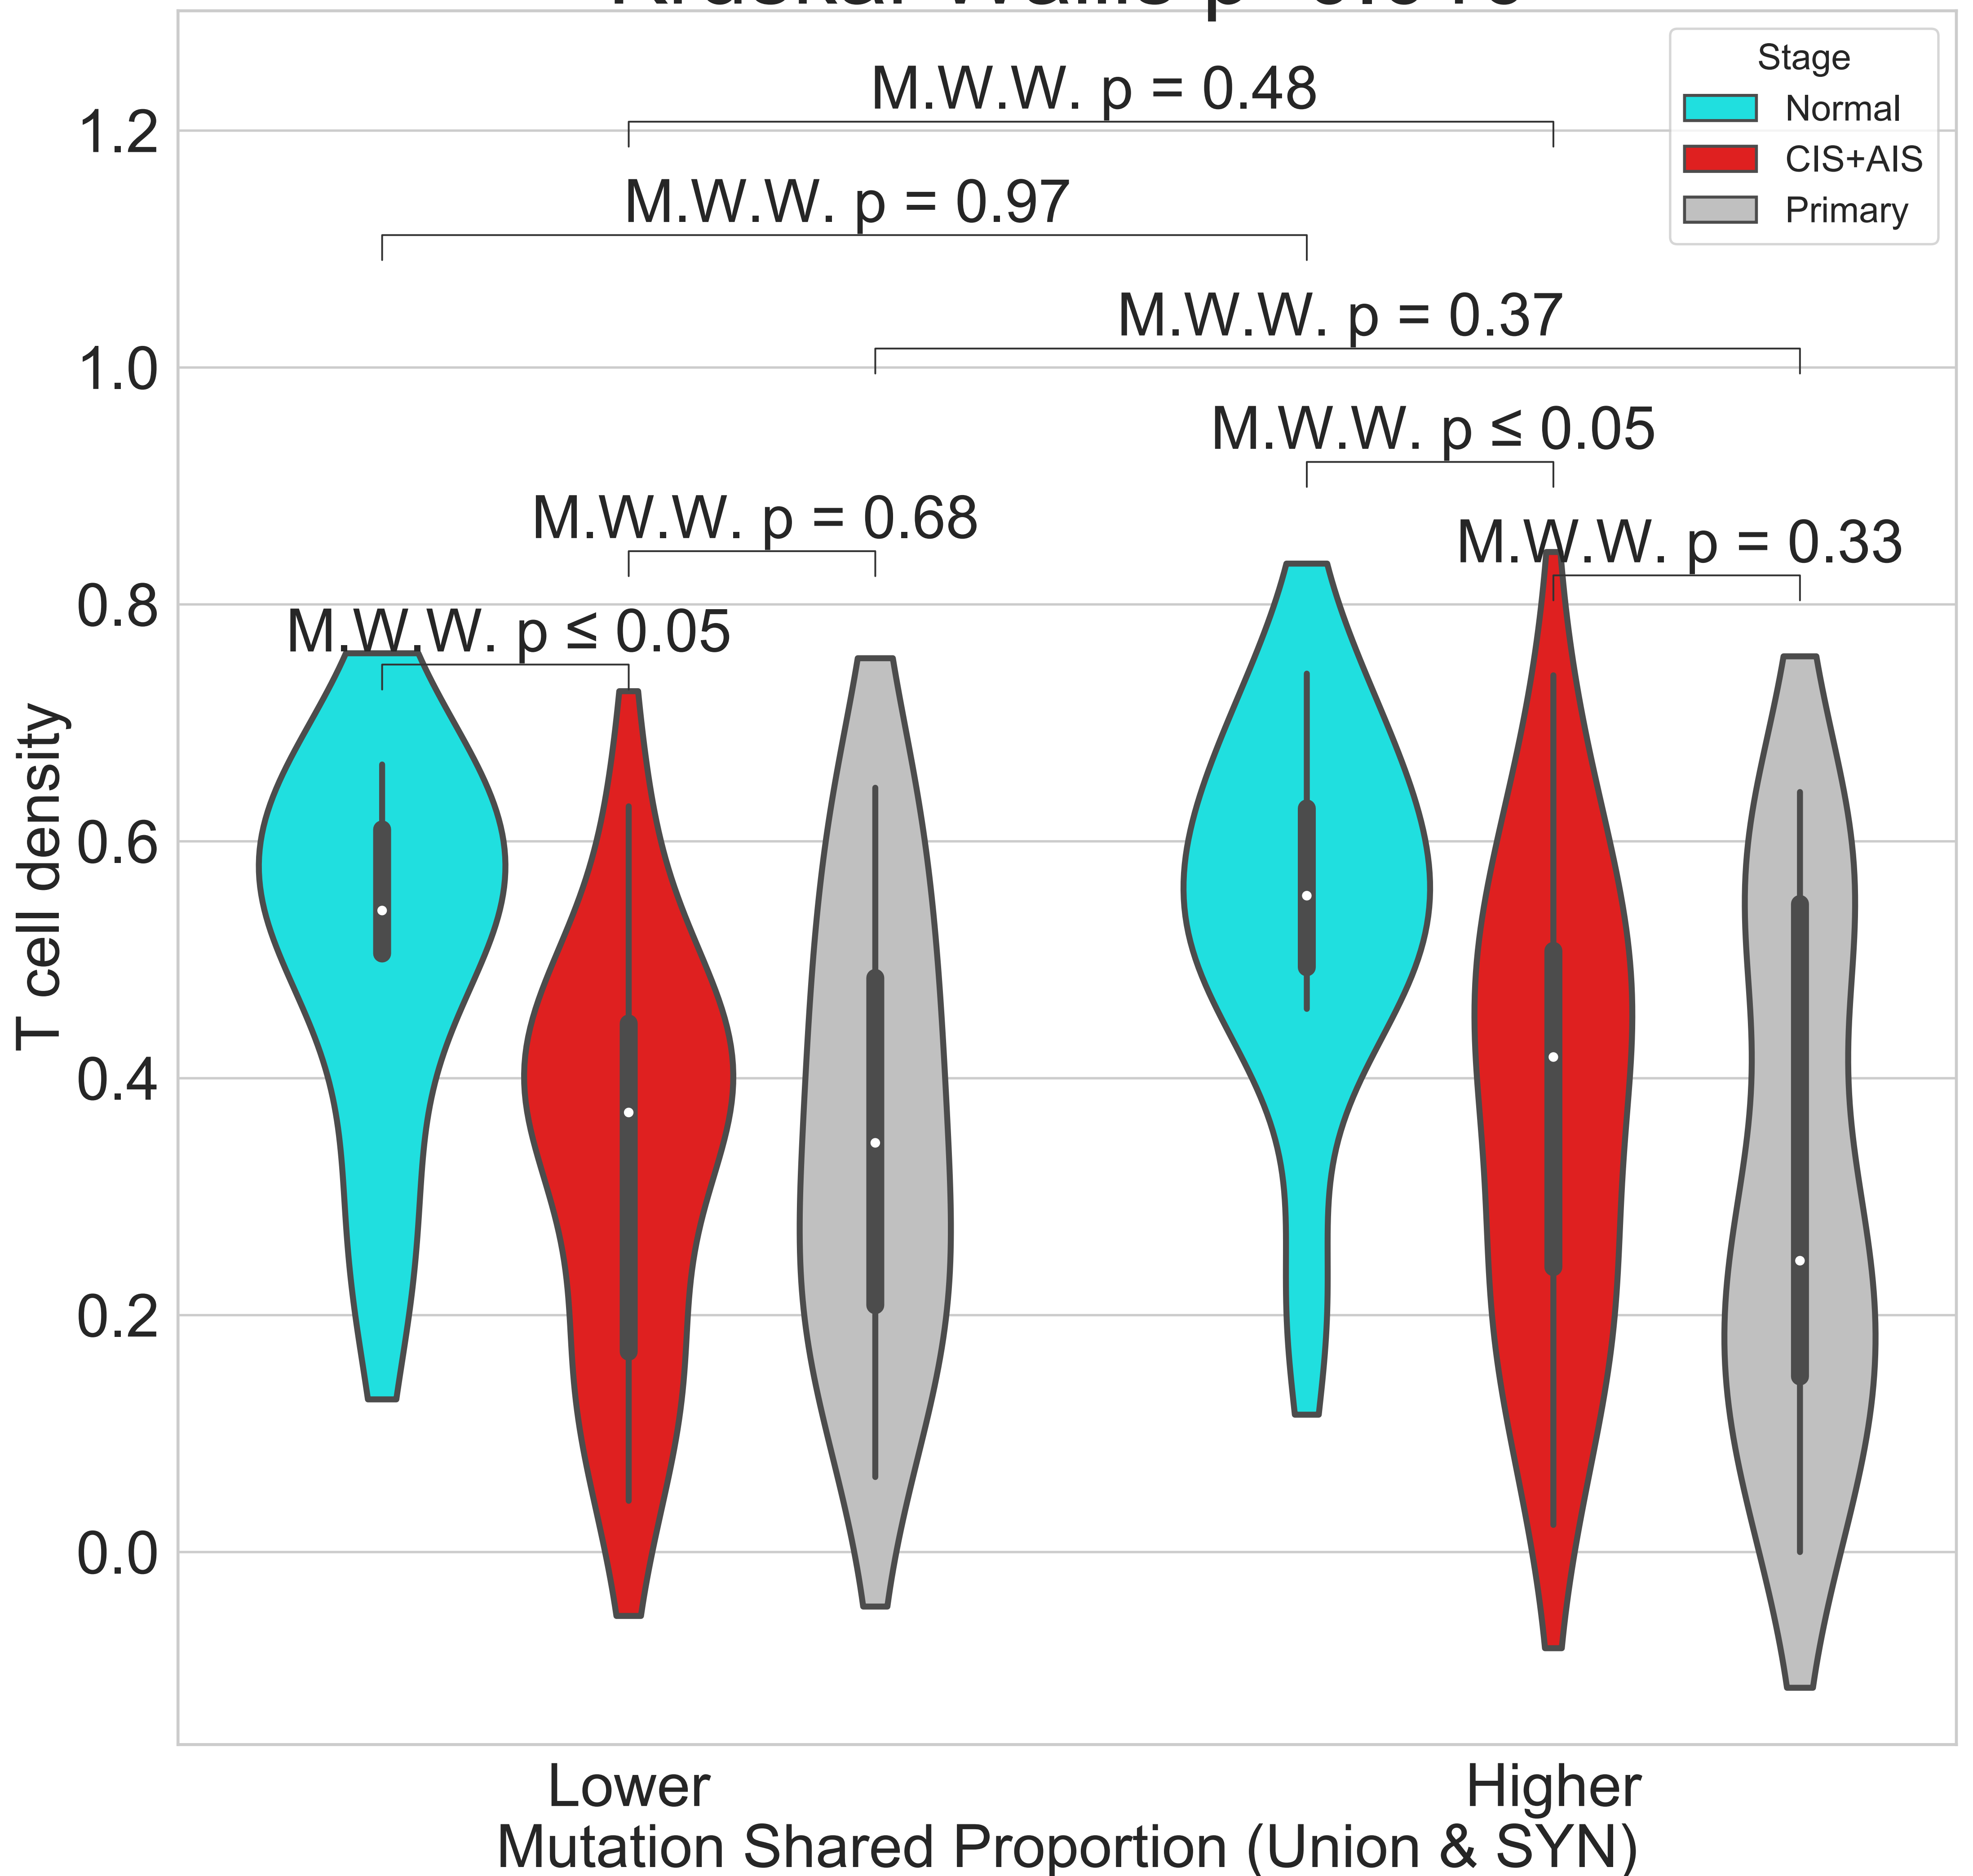 Stage
Normal
CIS+AIS
Primary
M.W.W. p = 0.48
M.W.W. p = 0.97
M.W.W. p = 0.37
M.W.W. p ≤ 0.05
M.W.W. p = 0.68
M.W.W. p = 0.33
M.W.W. p ≤ 0.05
1.2
1.0
0.8
0.6
0.4
0.2
0.0
T cell density
Lower
Higher
Mutation Shared Proportion (Union & SYN)